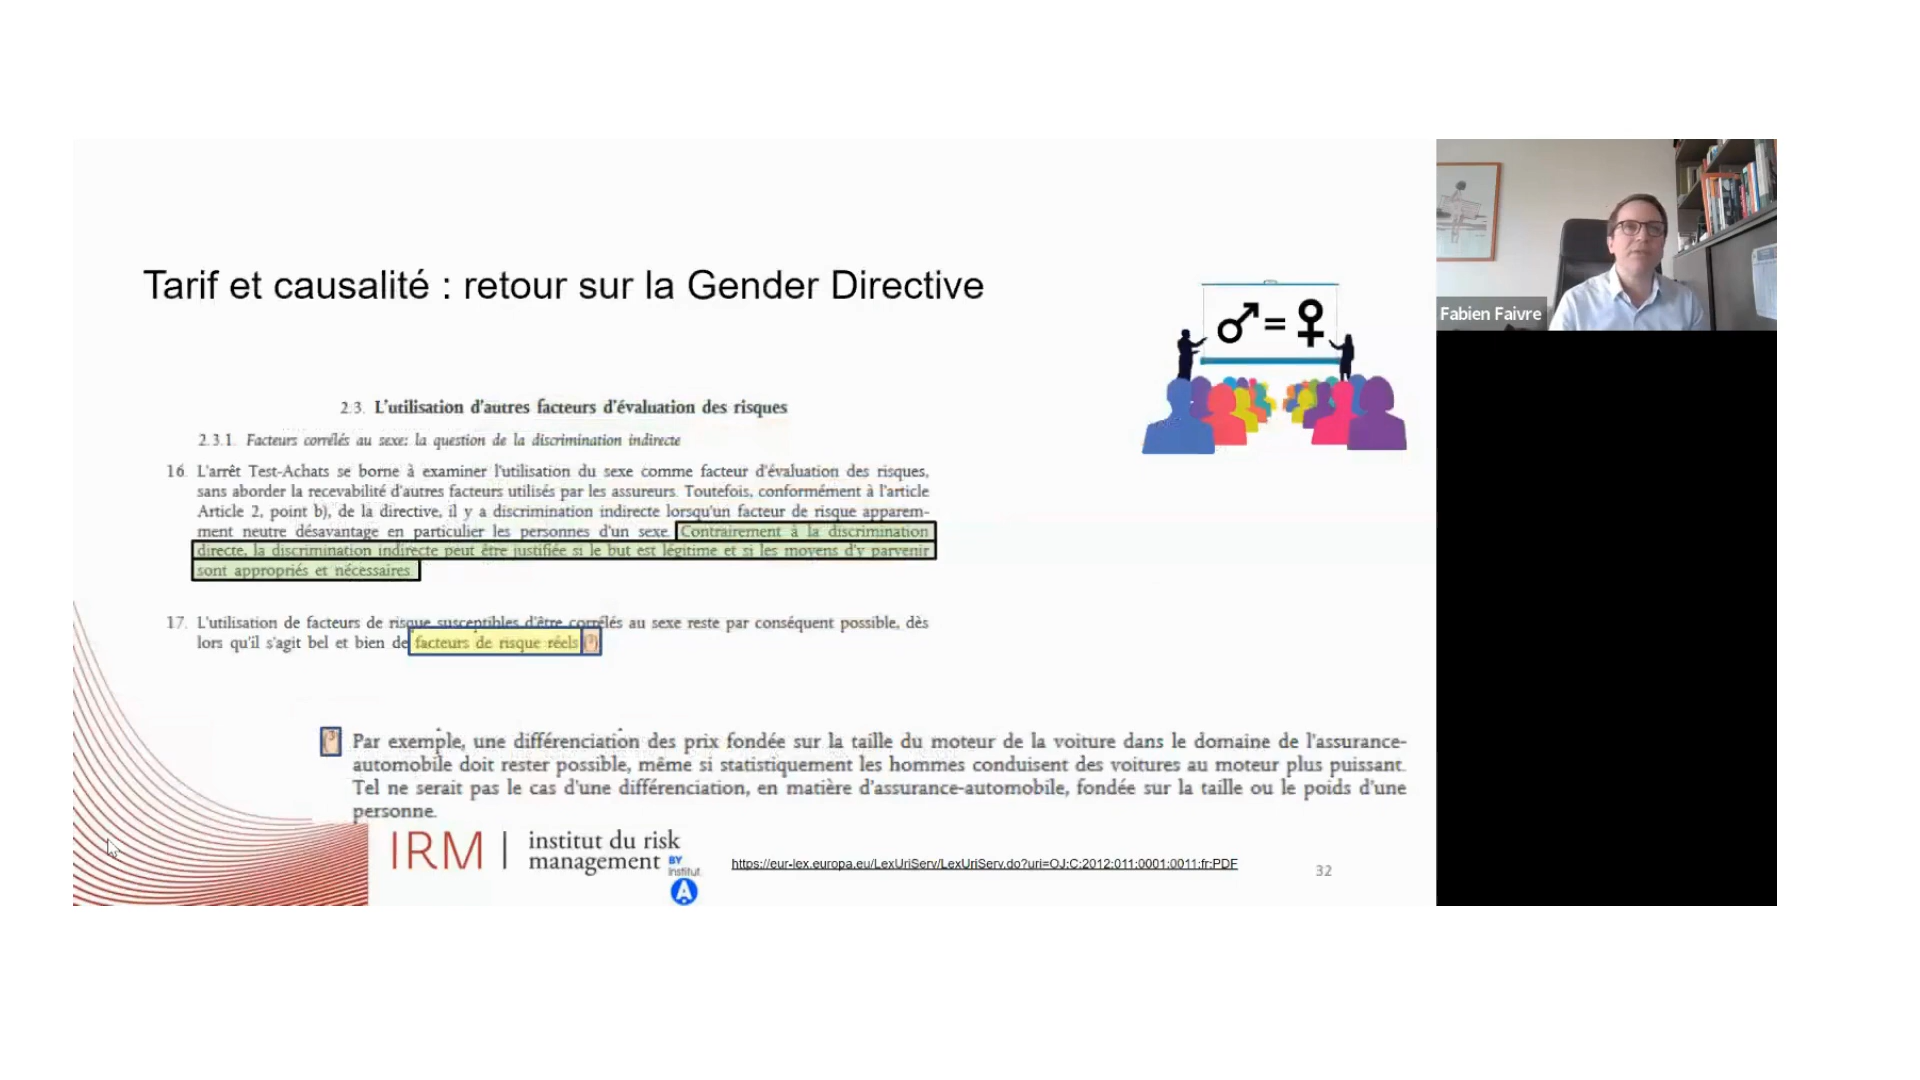 Tarif et causalité : retour sur la Gender Directive
♂=♀
Fabien Faivre
2.3. L'utilisation d'autres facteurs d'évaluation des risques
2.3.1. Facteurs corrélés au sexe: la question de la discrimination indirecte
16. L'arrêt Test-Achats se borne à examiner l'utilisation du sexe comme facteur d'évaluation des risques,
sans aborder la recevabilité d'autres facteurs utilisés par les assureurs. Toutefois, conformément à l'article
Article 2, point b), de la directive, il y a discrimination indirecte lorsqu'un facteur de risque apparem-
ment neutre désavantage en particulier les personnes d'un sexe. Contrairement à la discrimination
directe, la discrimination indirecte peut être justifiée si le but est légitime et si les moyens d'y parvenir
sont appropriés et nécessaires.
17. L'utilisation de facteurs de risque susceptibles d'être corrélés au sexe reste par conséquent possible, dès
lors qu'il s'agit bel et bien de facteurs de risque réels (3)
(3) Par exemple, une différenciation des prix fondée sur la taille du moteur de la voiture dans le domaine de l'assurance-
automobile doit rester possible, même si statistiquement les hommes conduisent des voitures au moteur plus puissant.
Tel ne serait pas le cas d'une différenciation, en matière d'assurance-automobile, fondée sur la taille ou le poids d'une
personne.
IRM | institut du risk
management BY
Institut
A
https://eur-lex.europa.eu/LexUriServ/LexUriServ.do?uri=OJ:C:2012:011:0001:0011:fr:PDF
32